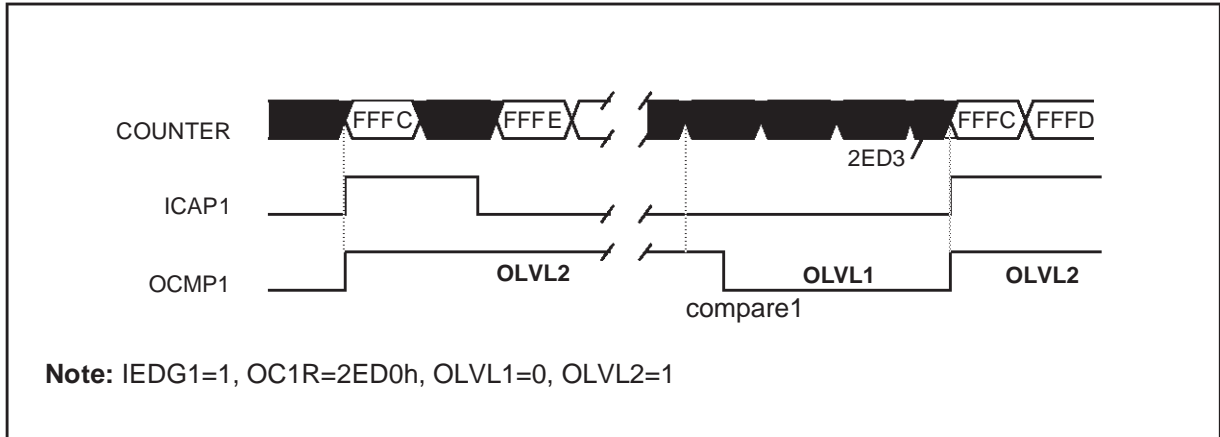 COUNTER FFFC FFFE 2ED3 FFFC FFFD
ICAP1
OCMP1 OLVL2 compare1 OLVL1 OLVL2
Note: IEDG1=1, OC1R=2ED0h, OLVL1=0, OLVL2=1